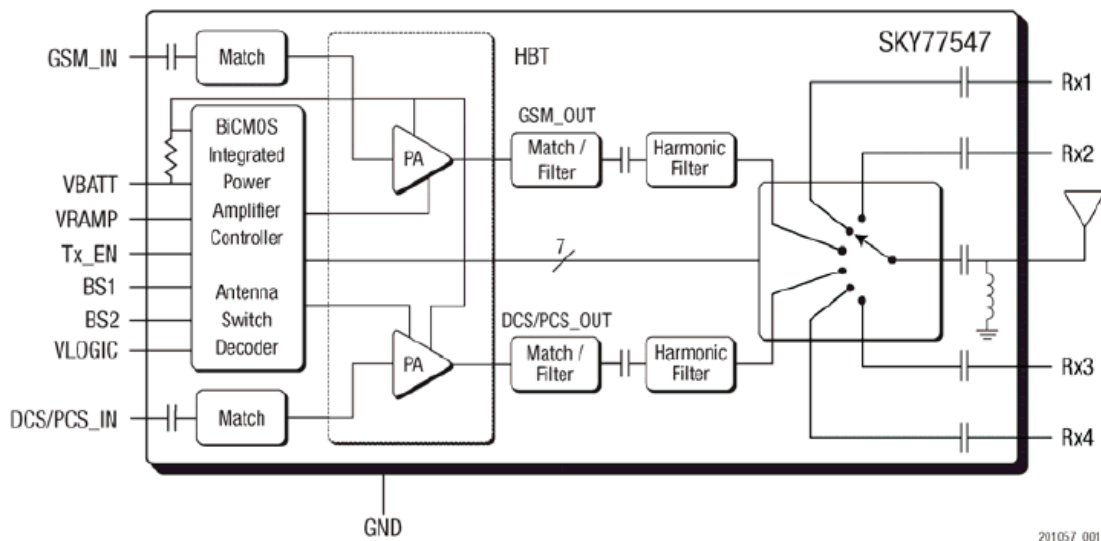 SKY77547
GSM_IN
Match
HBT
Rx1
GSM_OUT
BiCMOS
Integrated
Power
Amplifier
Controller
Antenna
Switch
Decoder
PA
Match /
Filter
Harmonic
Filter
Rx2
VBATT
VRAMP
Tx_EN
BS1
BS2
VLOGIC
7
DCS/PCS_OUT
PA
Match /
Filter
Harmonic
Filter
Rx3
DCS/PCS_IN
Match
Rx4
GND
201057_001